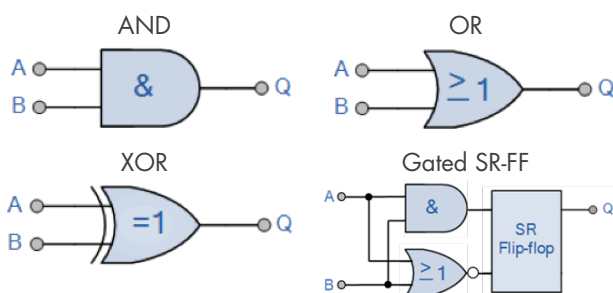 AND
OR
A
B
&
Q
A
B
≥1
Q
XOR
Gated SR-FF
A
B
=1
Q
A
B
&
≥1
SR
Flip-flop
Q